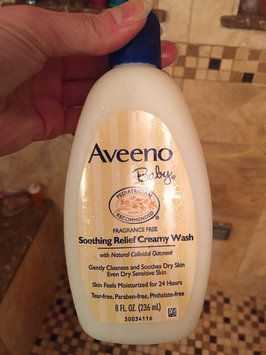 Aveeno
Baby
PEDIATRICIAN
RECOMMENDED
FRAGRANCE FREE
Soothing Relief Creamy Wash
with Natural Colloidal Oatmeal
Gently Cleanses and Soothes Dry Skin
Even Dry Sensitive Skin
Skin Feels Moisturized for 24 Hours
Tear-free, Paraben-free, Phthalate-free
8 FL. OZ. (236 mL)
30034116